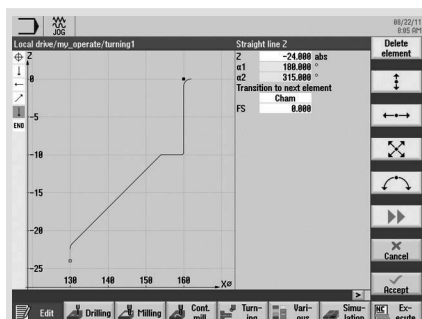 JOG
08/22/11
8:05 AM
Local drive/my_operate/turning1
Straight line Z
Z -24.000 abs
α1 180.000 °
α2 315.000 °
Transition to next element
Cham
FS 0.000
END
Z
0
-5
-10
-15
-20
-25
130 140 150 160 X⌀
Delete
element
Cancel
Accept
>
Edit
Drilling
Milling
Cont.
mill.
Turn-
ing
Vari-
ous
Simu-
lation
NC
Ex-
ecute